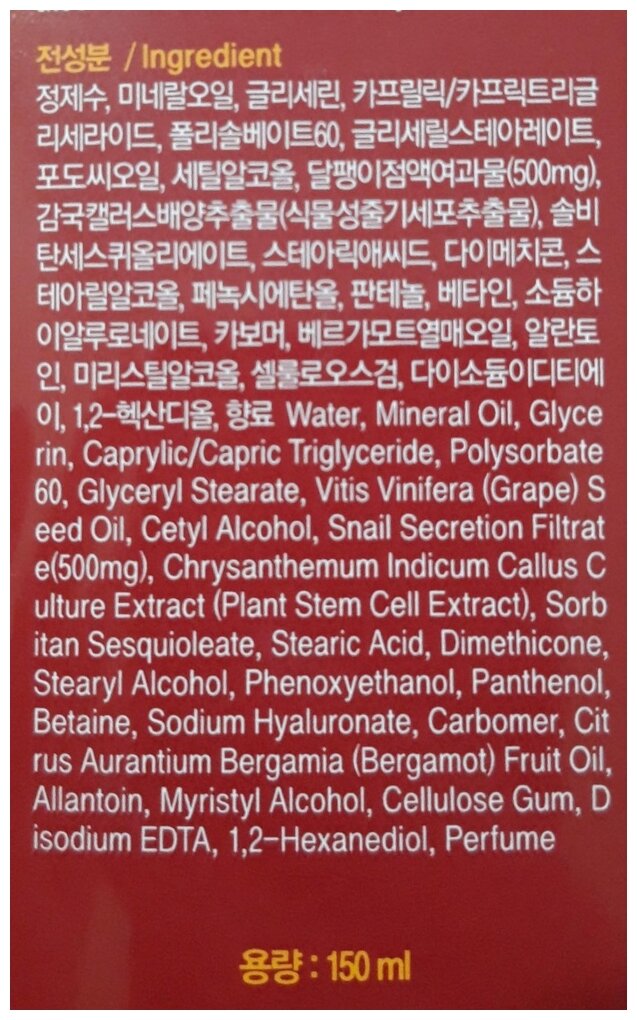 전성분 / Ingredient
정제수, 미네랄오일, 글리세린, 카프릴릭/카프릭트리글
리세라이드, 폴리솔베이트60, 글리세릴스테아레이트,
포도씨오일, 세틸알코올, 달팽이점액여과물(500mg),
감국캘러스배양추출물(식물성줄기세포추출물), 솔비
탄세스퀴올리에이트, 스테아릭애씨드, 다이메치콘, 스
테아릴알코올, 페녹시에탄올, 판테놀, 베타인, 소듐하
이알루로네이트, 카보머, 베르가모트열매오일, 알란토
인, 미리스틸알코올, 셀룰로오스검, 다이소듐이디티에
이, 1,2-헥산디올, 향료 Water, Mineral Oil, Glyce
rin, Caprylic/Capric Triglyceride, Polysorbate
60, Glyceryl Stearate, Vitis Vinifera (Grape) S
eed Oil, Cetyl Alcohol, Snail Secretion Filtrat
e(500mg), Chrysanthemum Indicum Callus C
ulture Extract (Plant Stem Cell Extract), Sorb
itan Sesquioleate, Stearic Acid, Dimethicone,
Stearyl Alcohol, Phenoxyethanol, Panthenol,
Betaine, Sodium Hyaluronate, Carbomer, Cit
rus Aurantium Bergamia (Bergamot) Fruit Oil,
Allantoin, Myristyl Alcohol, Cellulose Gum, D
isodium EDTA, 1,2-Hexanediol, Perfume
용량 : 150 ml